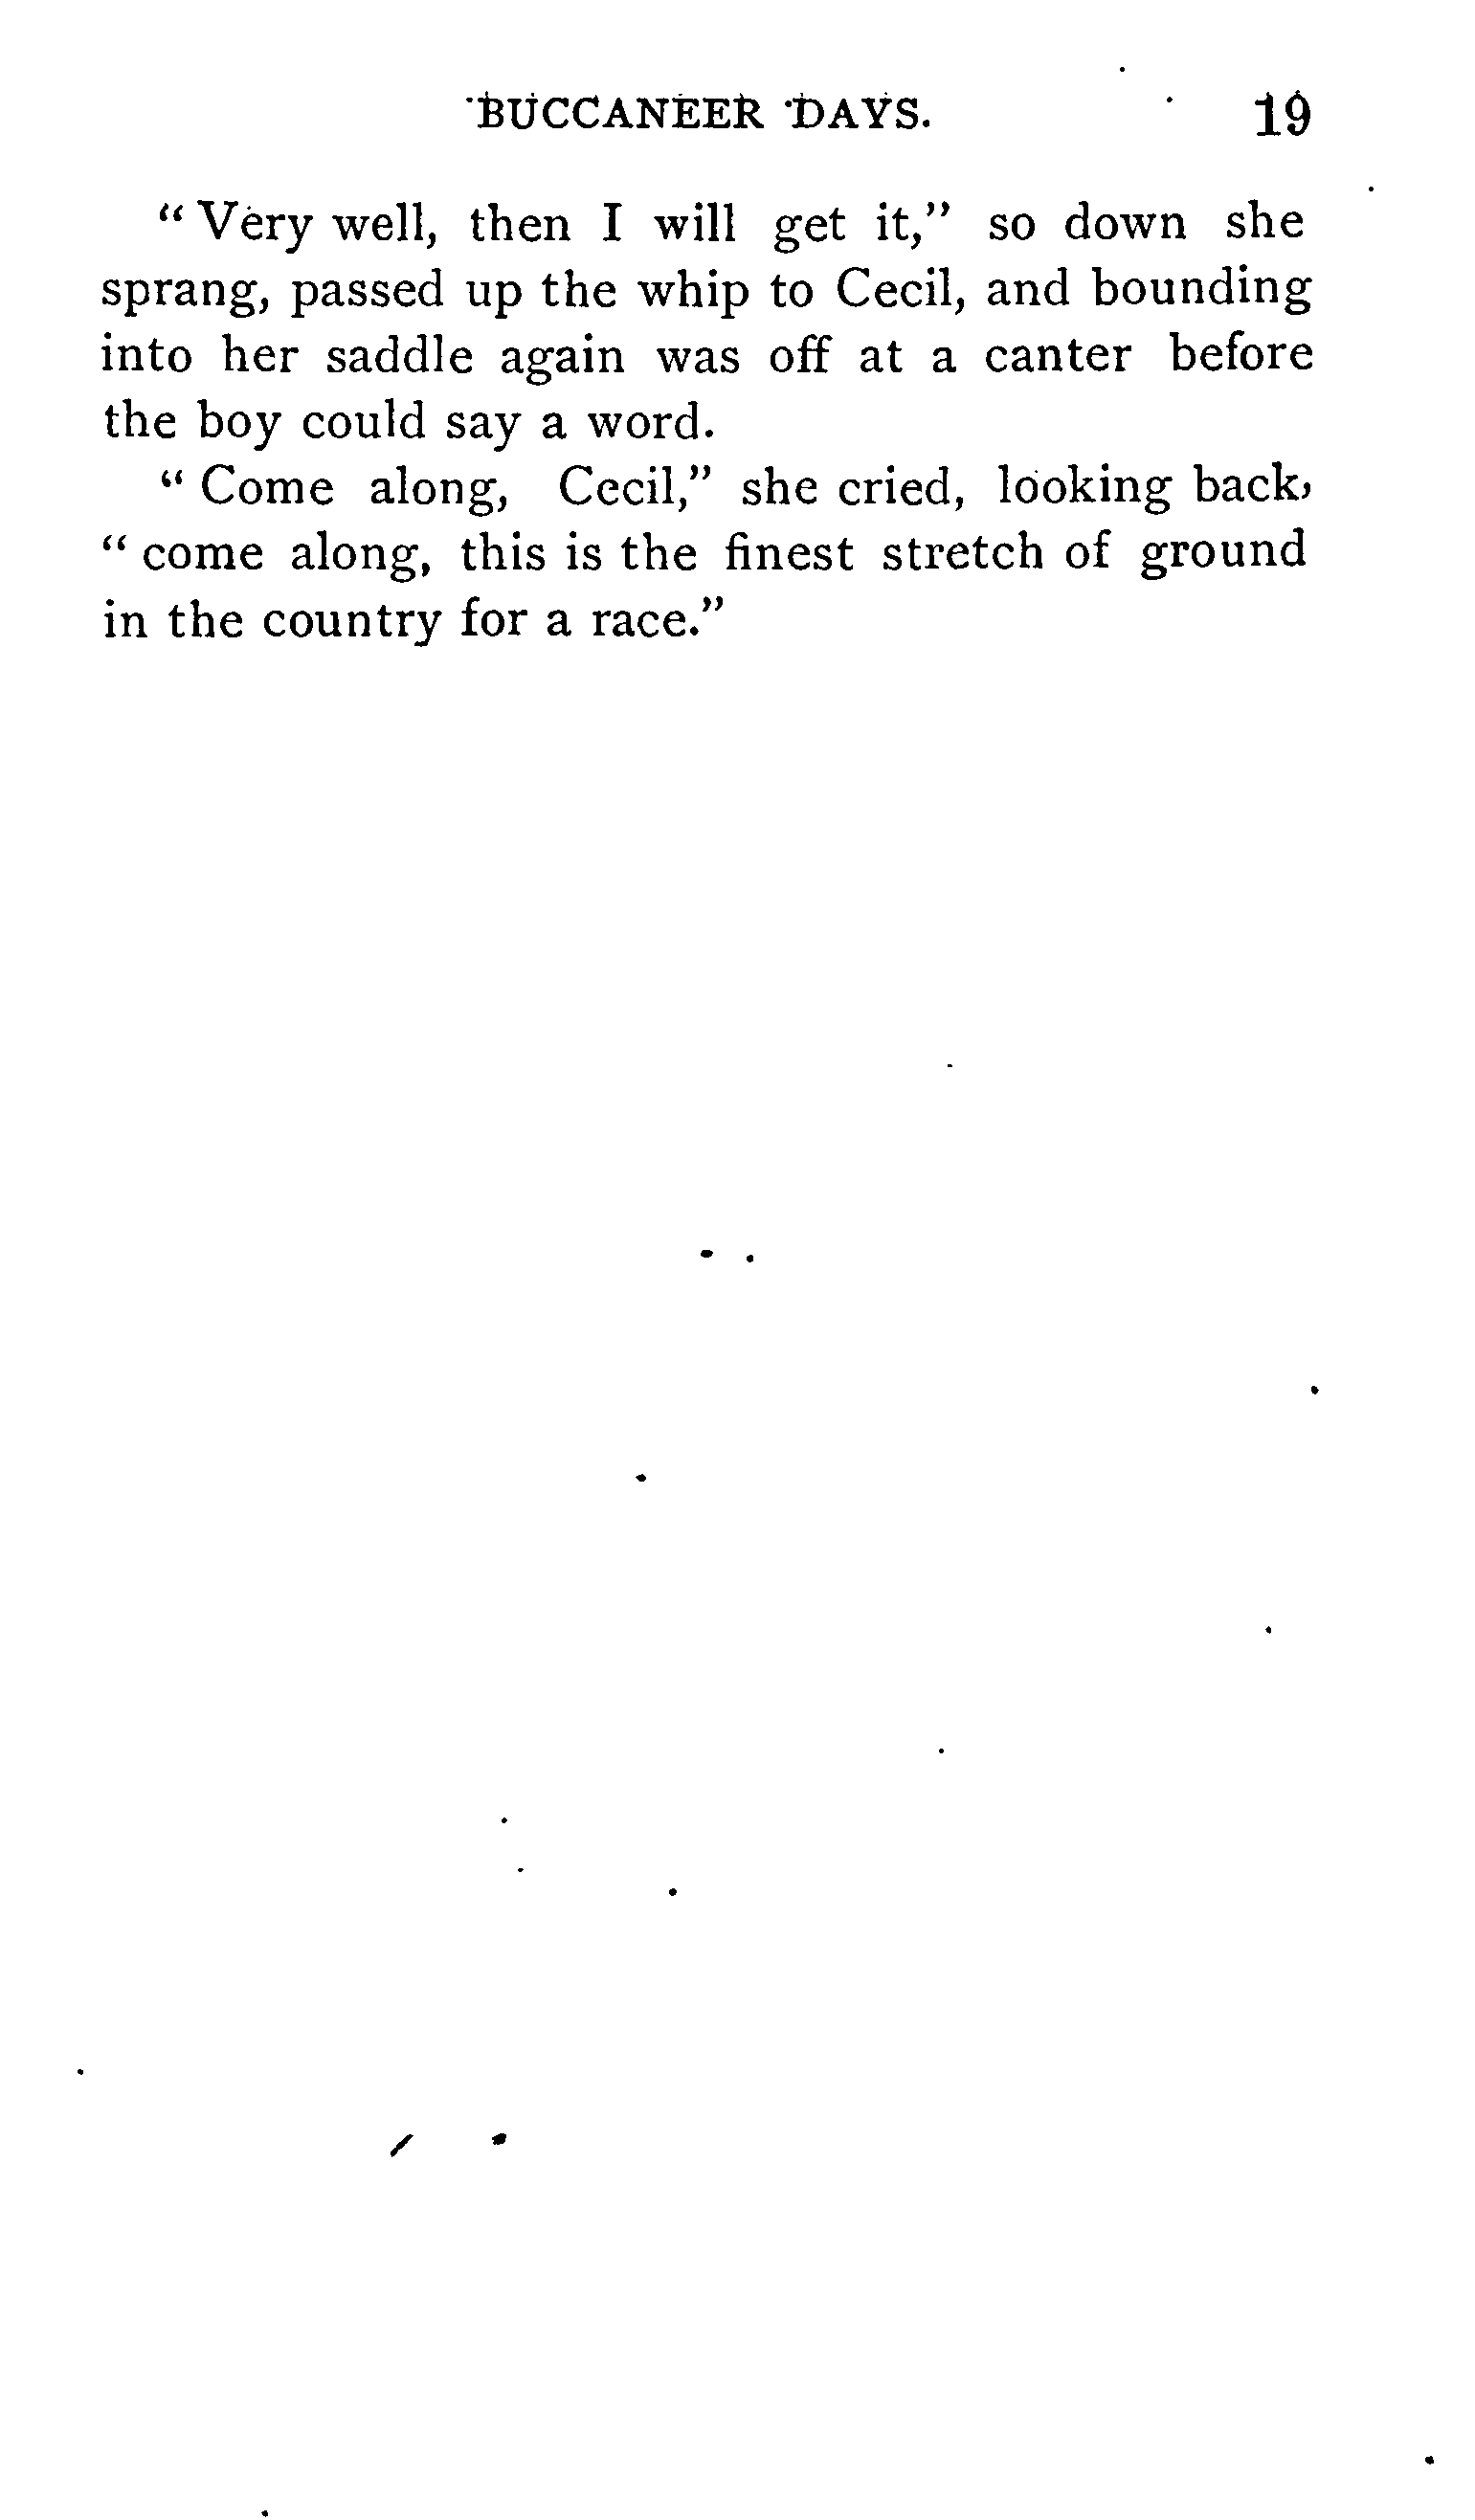 BUCCANEER DAYS. 19
"Very well, then I will get it," so down she
sprang, passed up the whip to Cecil, and bounding
into her saddle again was off at a canter before
the boy could say a word.
"Come along, Cecil," she cried, looking back,
"come along, this is the finest stretch of ground
in the country for a race."